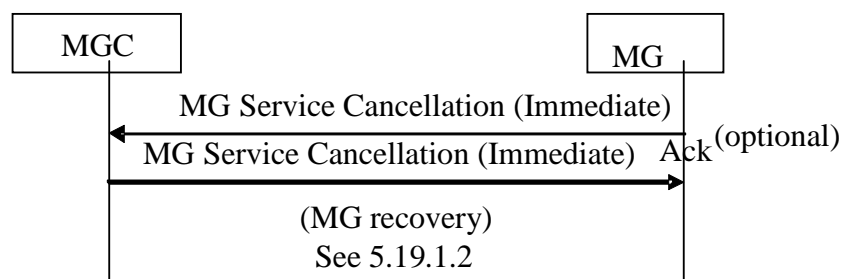 MGC
MG
MG Service Cancellation (Immediate)
MG Service Cancellation (Immediate) Ack (optional)
(MG recovery)
See 5.19.1.2